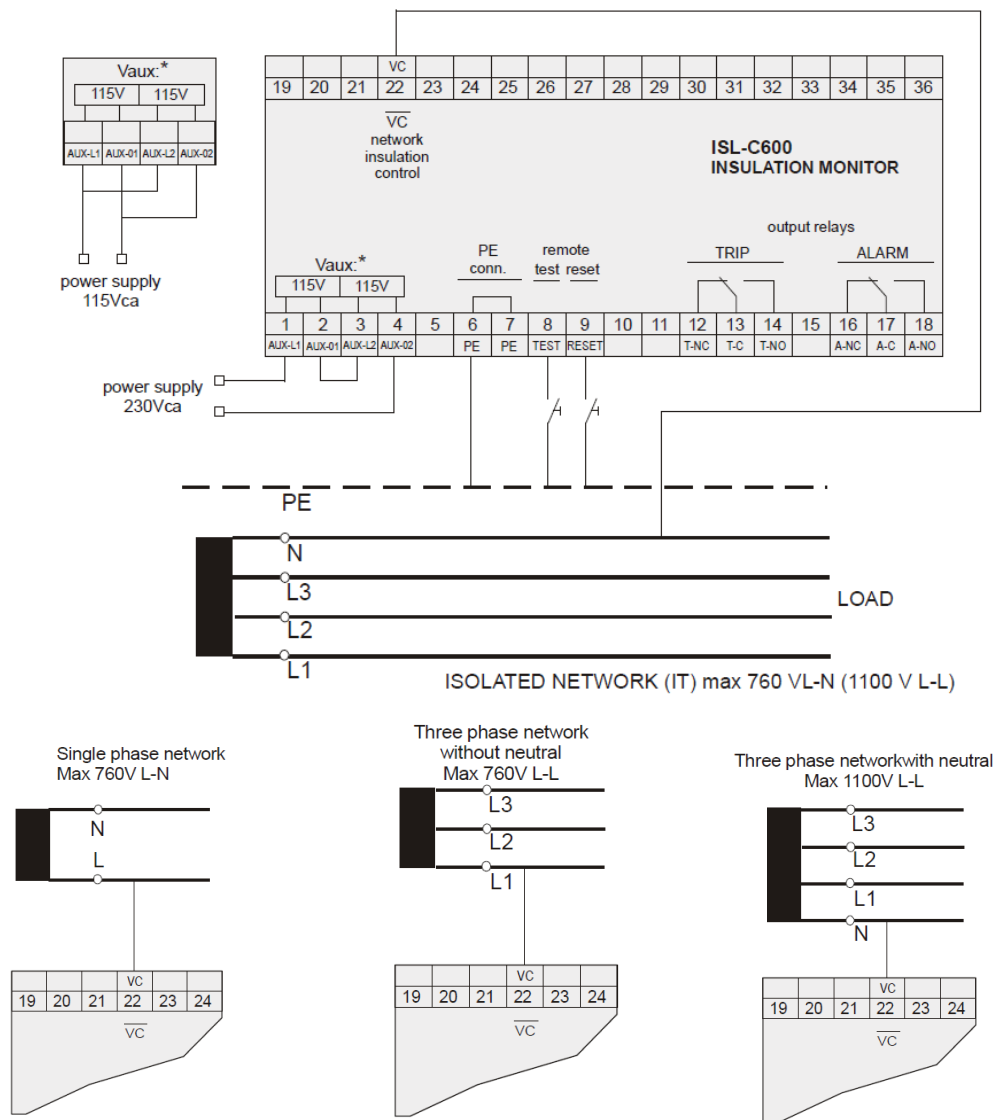 Vaux:*
115V 115V
AUX-L1 AUX-01 AUX-L2 AUX-02
power supply
115Vca
VC
19 20 21 22 23 24 25 26 27 28 29 30 31 32 33 34 35 36
VC
network
insulation
control
ISL-C600
INSULATION MONITOR
output relays
PE
conn.
remote
test reset
TRIP
ALARM
Vaux:*
115V 115V
1 2 3 4 5 6 7 8 9 10 11 12 13 14 15 16 17 18
AUX-L1 AUX-01 AUX-L2 AUX-02 PE PE TEST RESET T-NC T-C T-NO A-NC A-C A-NO
power supply
230Vca
PE
N
L3
L2
L1
LOAD
ISOLATED NETWORK (IT) max 760 VL-N (1100 V L-L)
Single phase network
Max 760V L-N
N
L
VC
19 20 21 22 23 24
VC
Three phase network
without neutral
Max 760V L-L
L3
L2
L1
VC
19 20 21 22 23 24
VC
Three phase networkwith neutral
Max 1100V L-L
L3
L2
L1
N
VC
19 20 21 22 23 24
VC